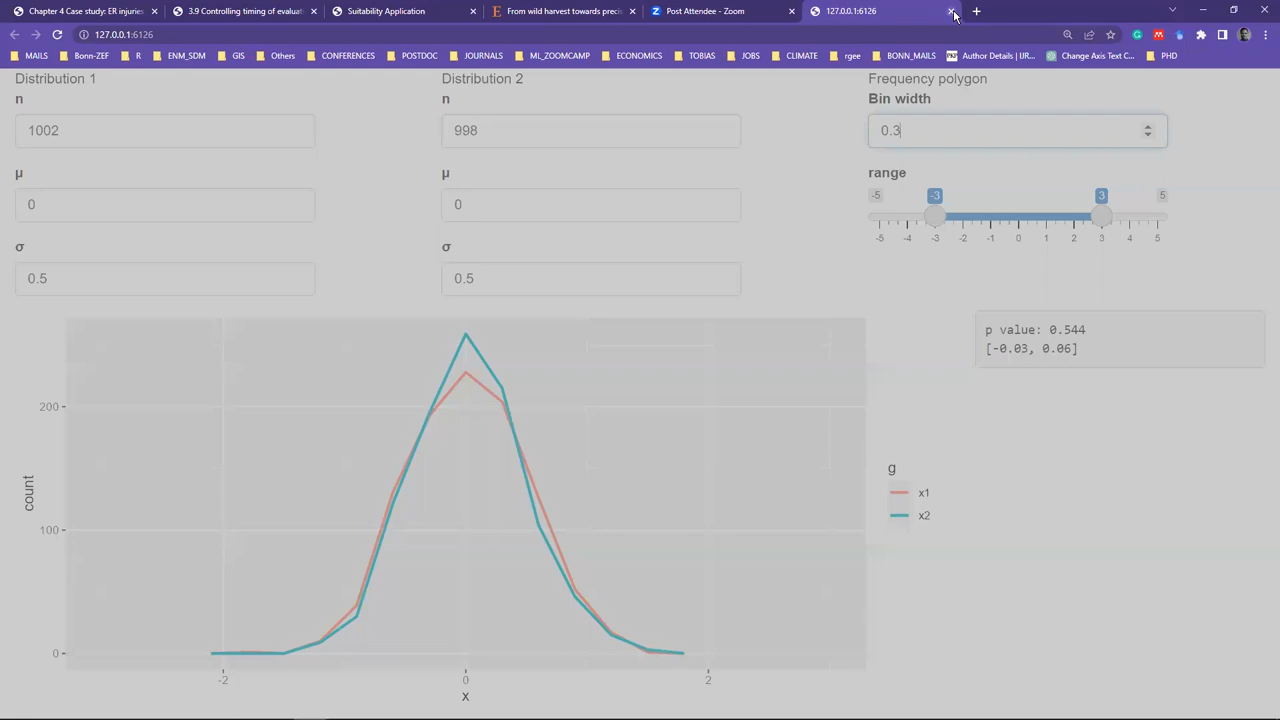 Chapter 4 Case study: ER injuries
3.9 Controlling timing of evaluat
Suitability Application
From wild harvest towards precis
Post Attendee - Zoom
127.0.0.1:6126
127.0.0.1:6126
MAILS
Bonn-ZEF
R
ENM_SDM
GIS
Others
CONFERENCES
POSTDOC
JOURNALS
ML_ZOOMCAMP
ECONOMICS
TOBIAS
JOBS
CLIMATE
rgee
BONN_MAILS
Author Details | IJR...
Change Axis Text C...
PHD
Distribution 1
n
1002
μ
0
σ
0.5
Distribution 2
n
998
μ
0
σ
0.5
Frequency polygon
Bin width
0.3
range
-5
-3
3
5
-5 -4 -3 -2 -1 0 1 2 3 4 5
p value: 0.544
[-0.03, 0.06]
count
200
100
0
-2 0 2
x
g
x1
x2